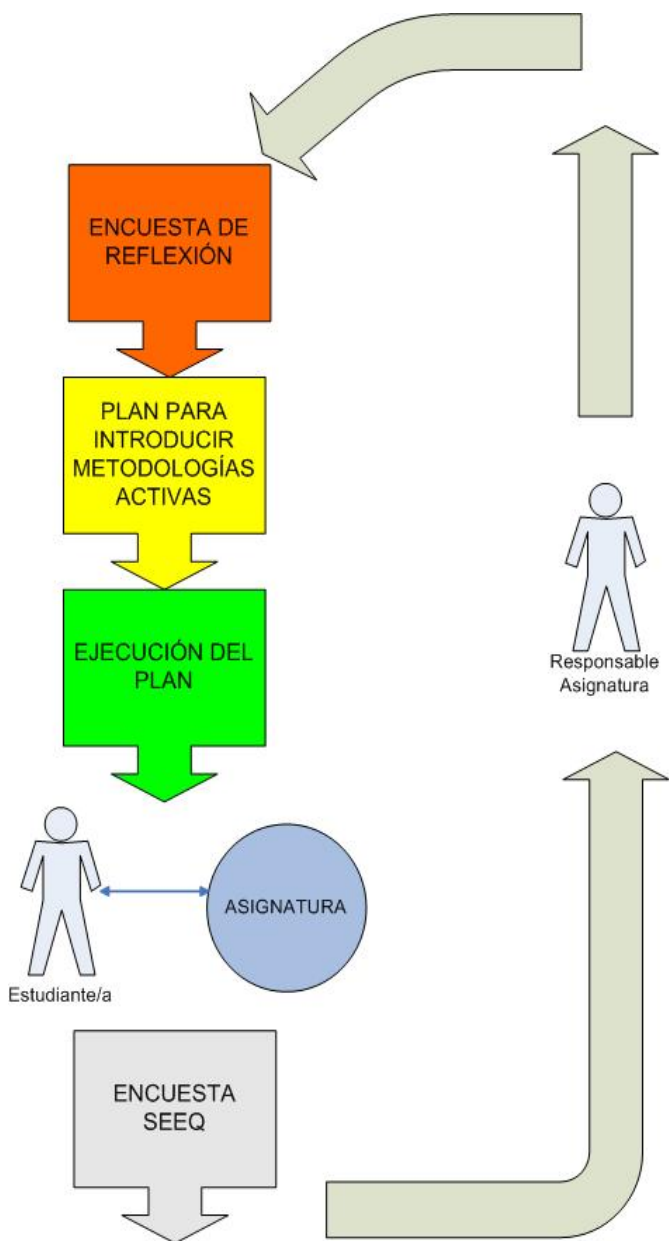 ENCUESTA DE
REFLEXIÓN
PLAN PARA
INTRODUCIR
METODOLOGÍAS
ACTIVAS
EJECUCIÓN DEL
PLAN
Responsable
Asignatura
ASIGNATURA
Estudiante/a
ENCUESTA
SEEQ